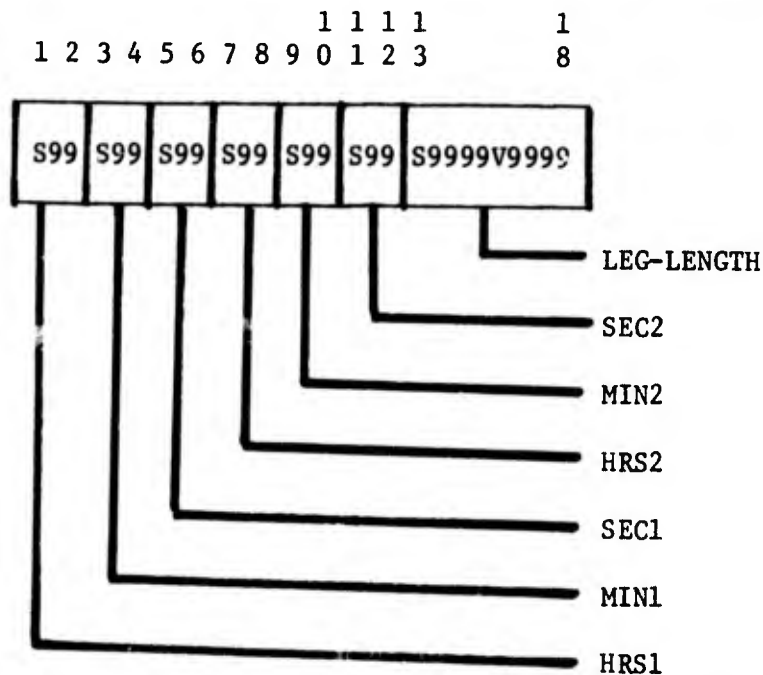 1 1 1 1 1
1 2 3 4 5 6 7 8 9 0 1 2 3 8
S99 S99 S99 S99 S99 S99 S9999V9999
LEG-LENGTH
SEC2
MIN2
HRS2
SEC1
MIN1
HRS1